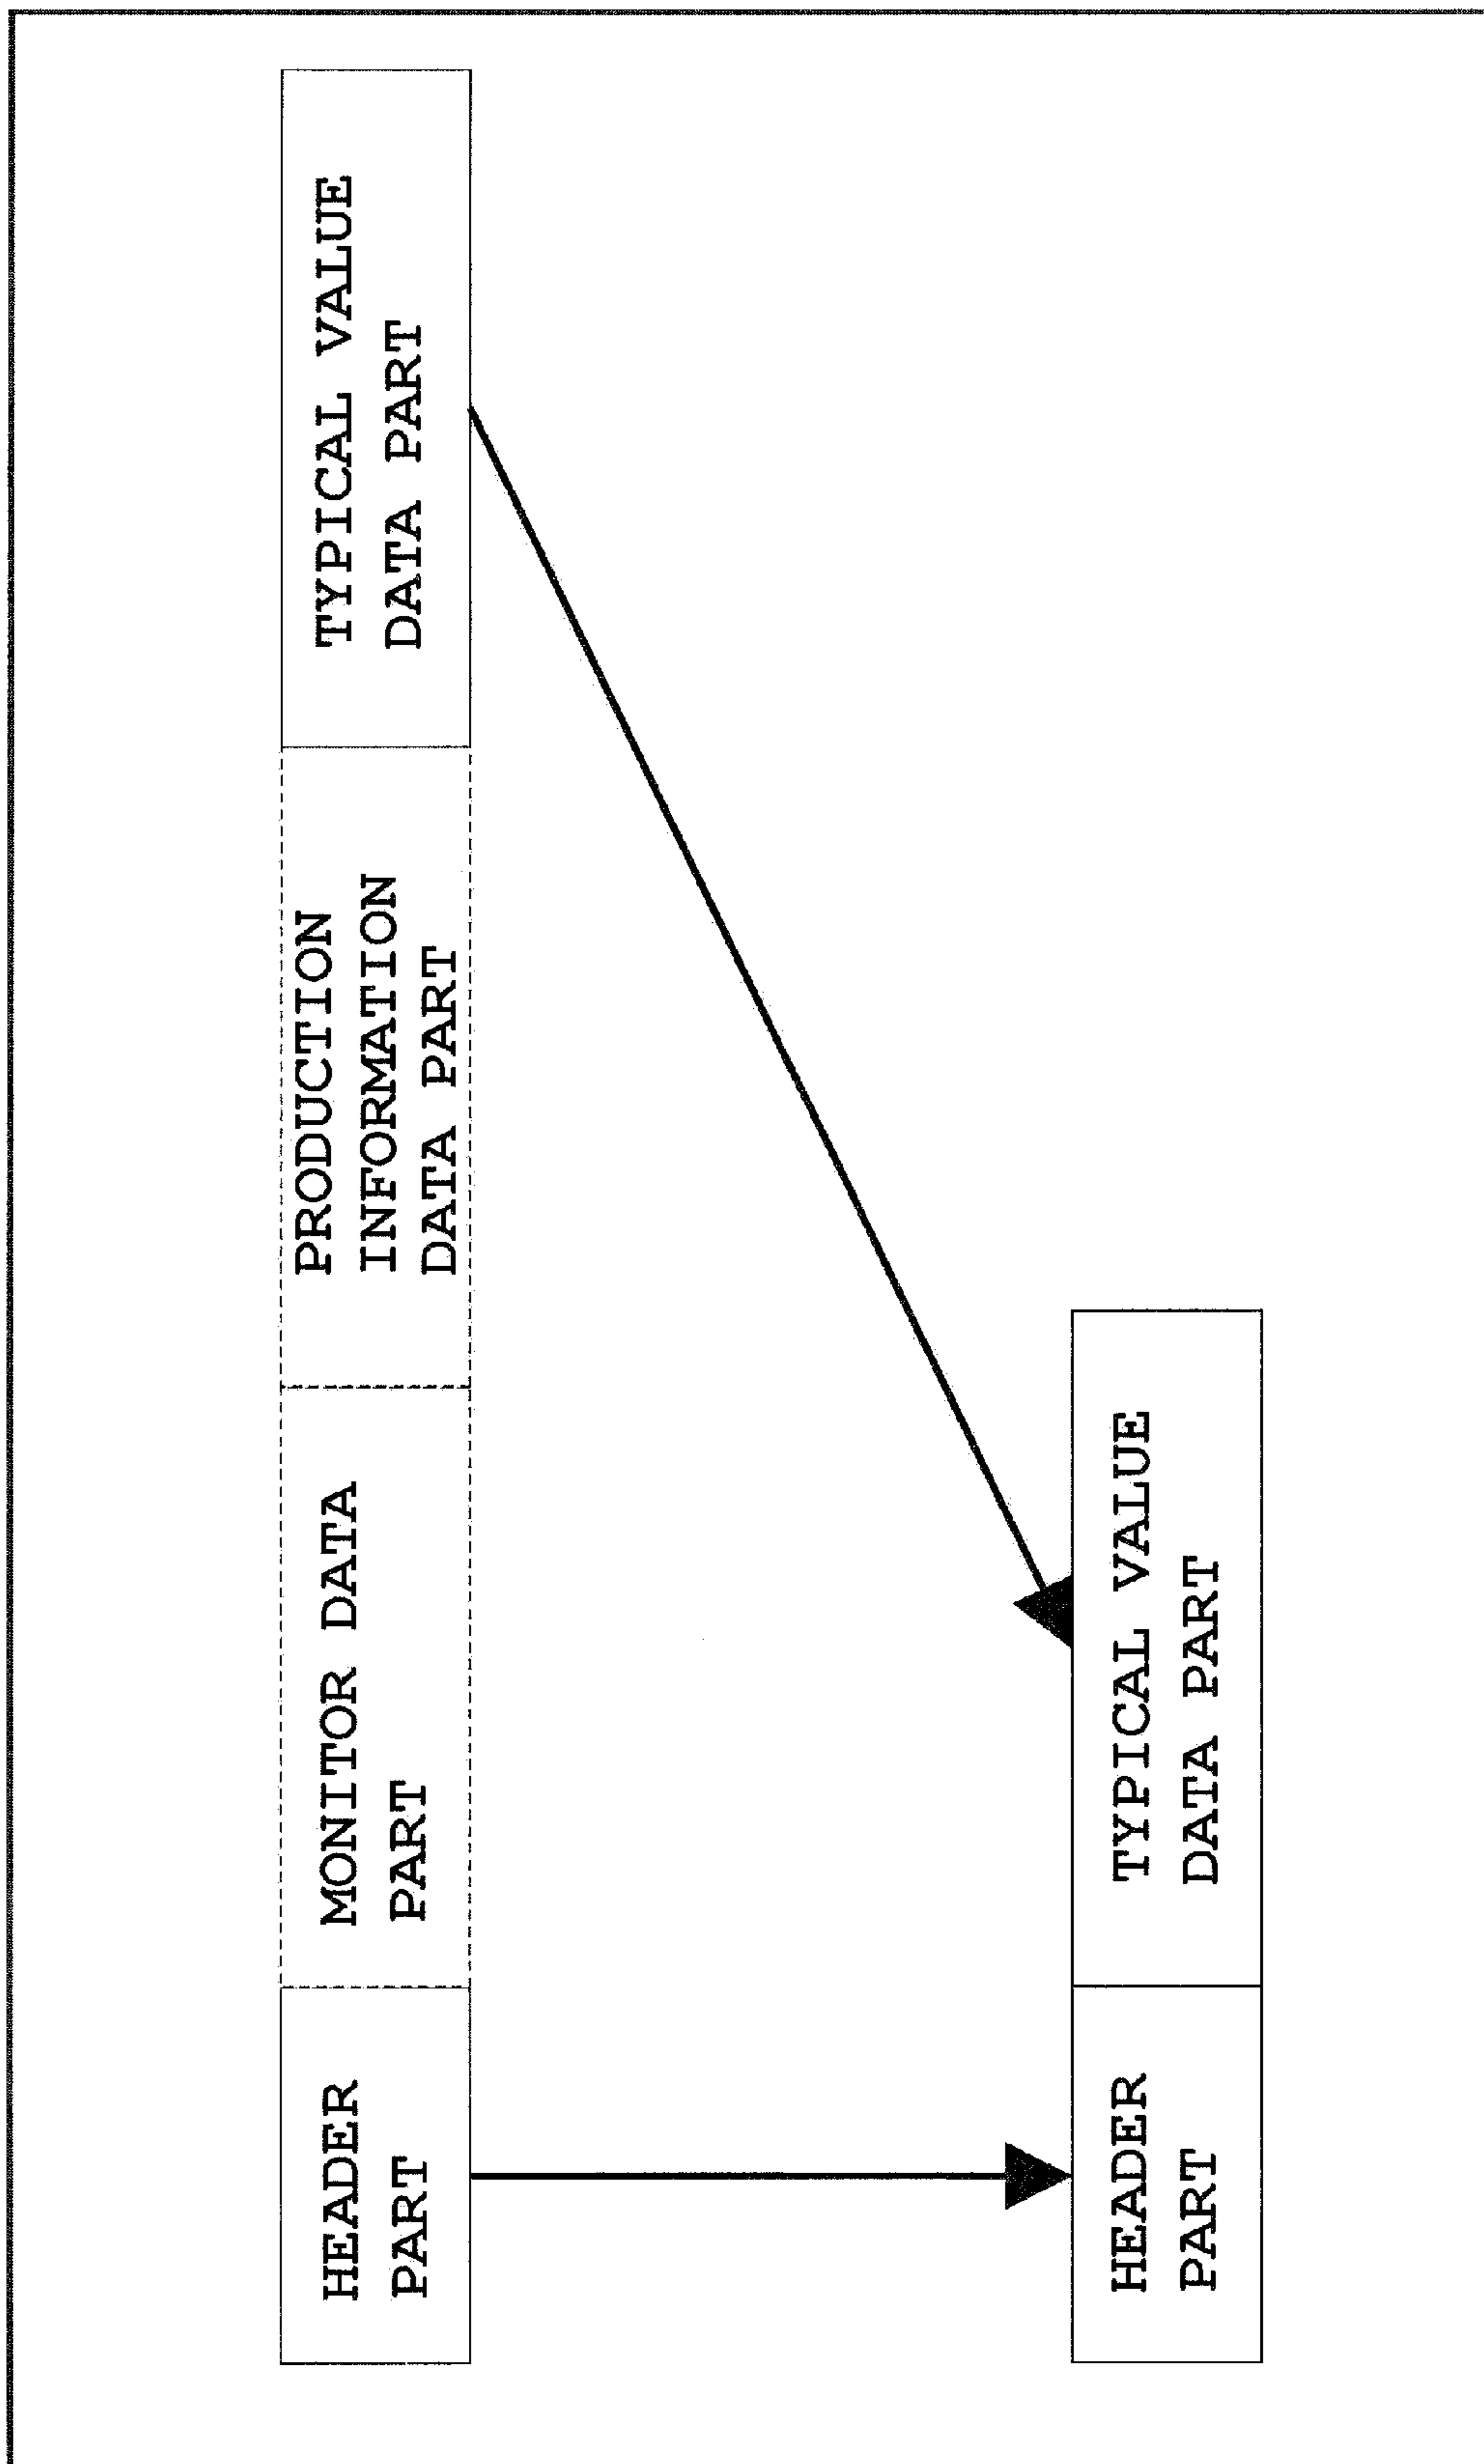 HEADER
PART
MONITOR DATA
PART
PRODUCTION
INFORMATION
DATA PART
TYPICAL VALUE
DATA PART
HEADER
PART
TYPICAL VALUE
DATA PART